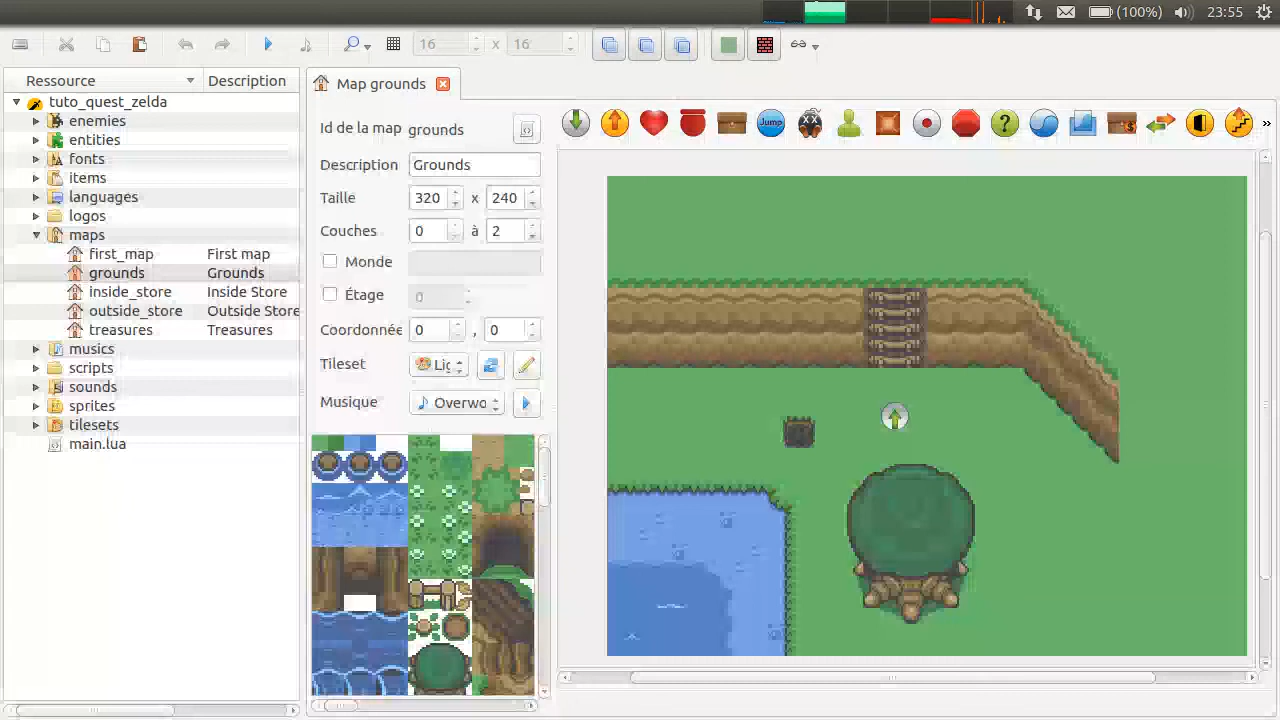 (100%) 23:55
16 x 16
Ressource Description
Map grounds
tuto_quest_zelda
enemies
entities
fonts
items
languages
logos
maps
first_map First map
grounds Grounds
inside_store Inside Store
outside_store Outside Store
treasures Treasures
musics
scripts
sounds
sprites
tilesets
main.lua
Id de la map grounds
Description Grounds
Taille 320 x 240
Couches 0 à 2
Monde
Étage 0
Coordonnée 0 , 0
Tileset Lig
Musique Overwo
Jump
?
$
»